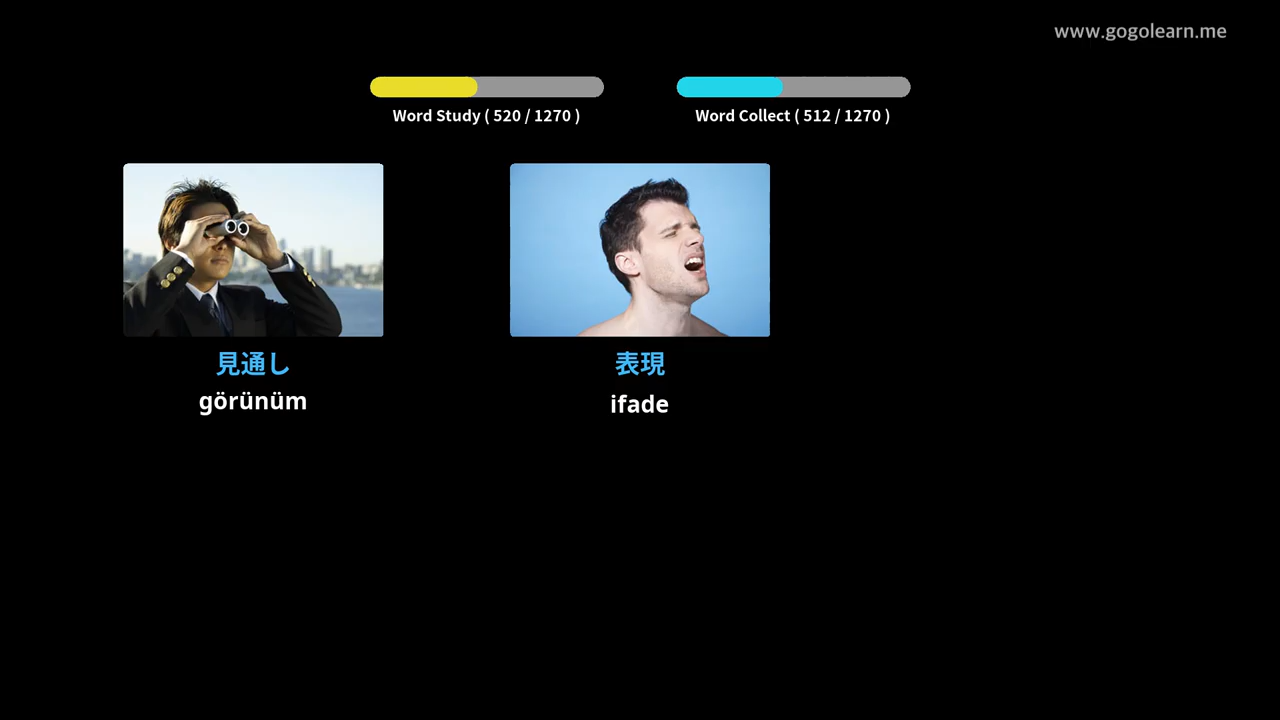 www.gogolearn.me
Word Study ( 520 / 1270 )
Word Collect ( 512 / 1270 )
見通し
görünüm
表現
ifade